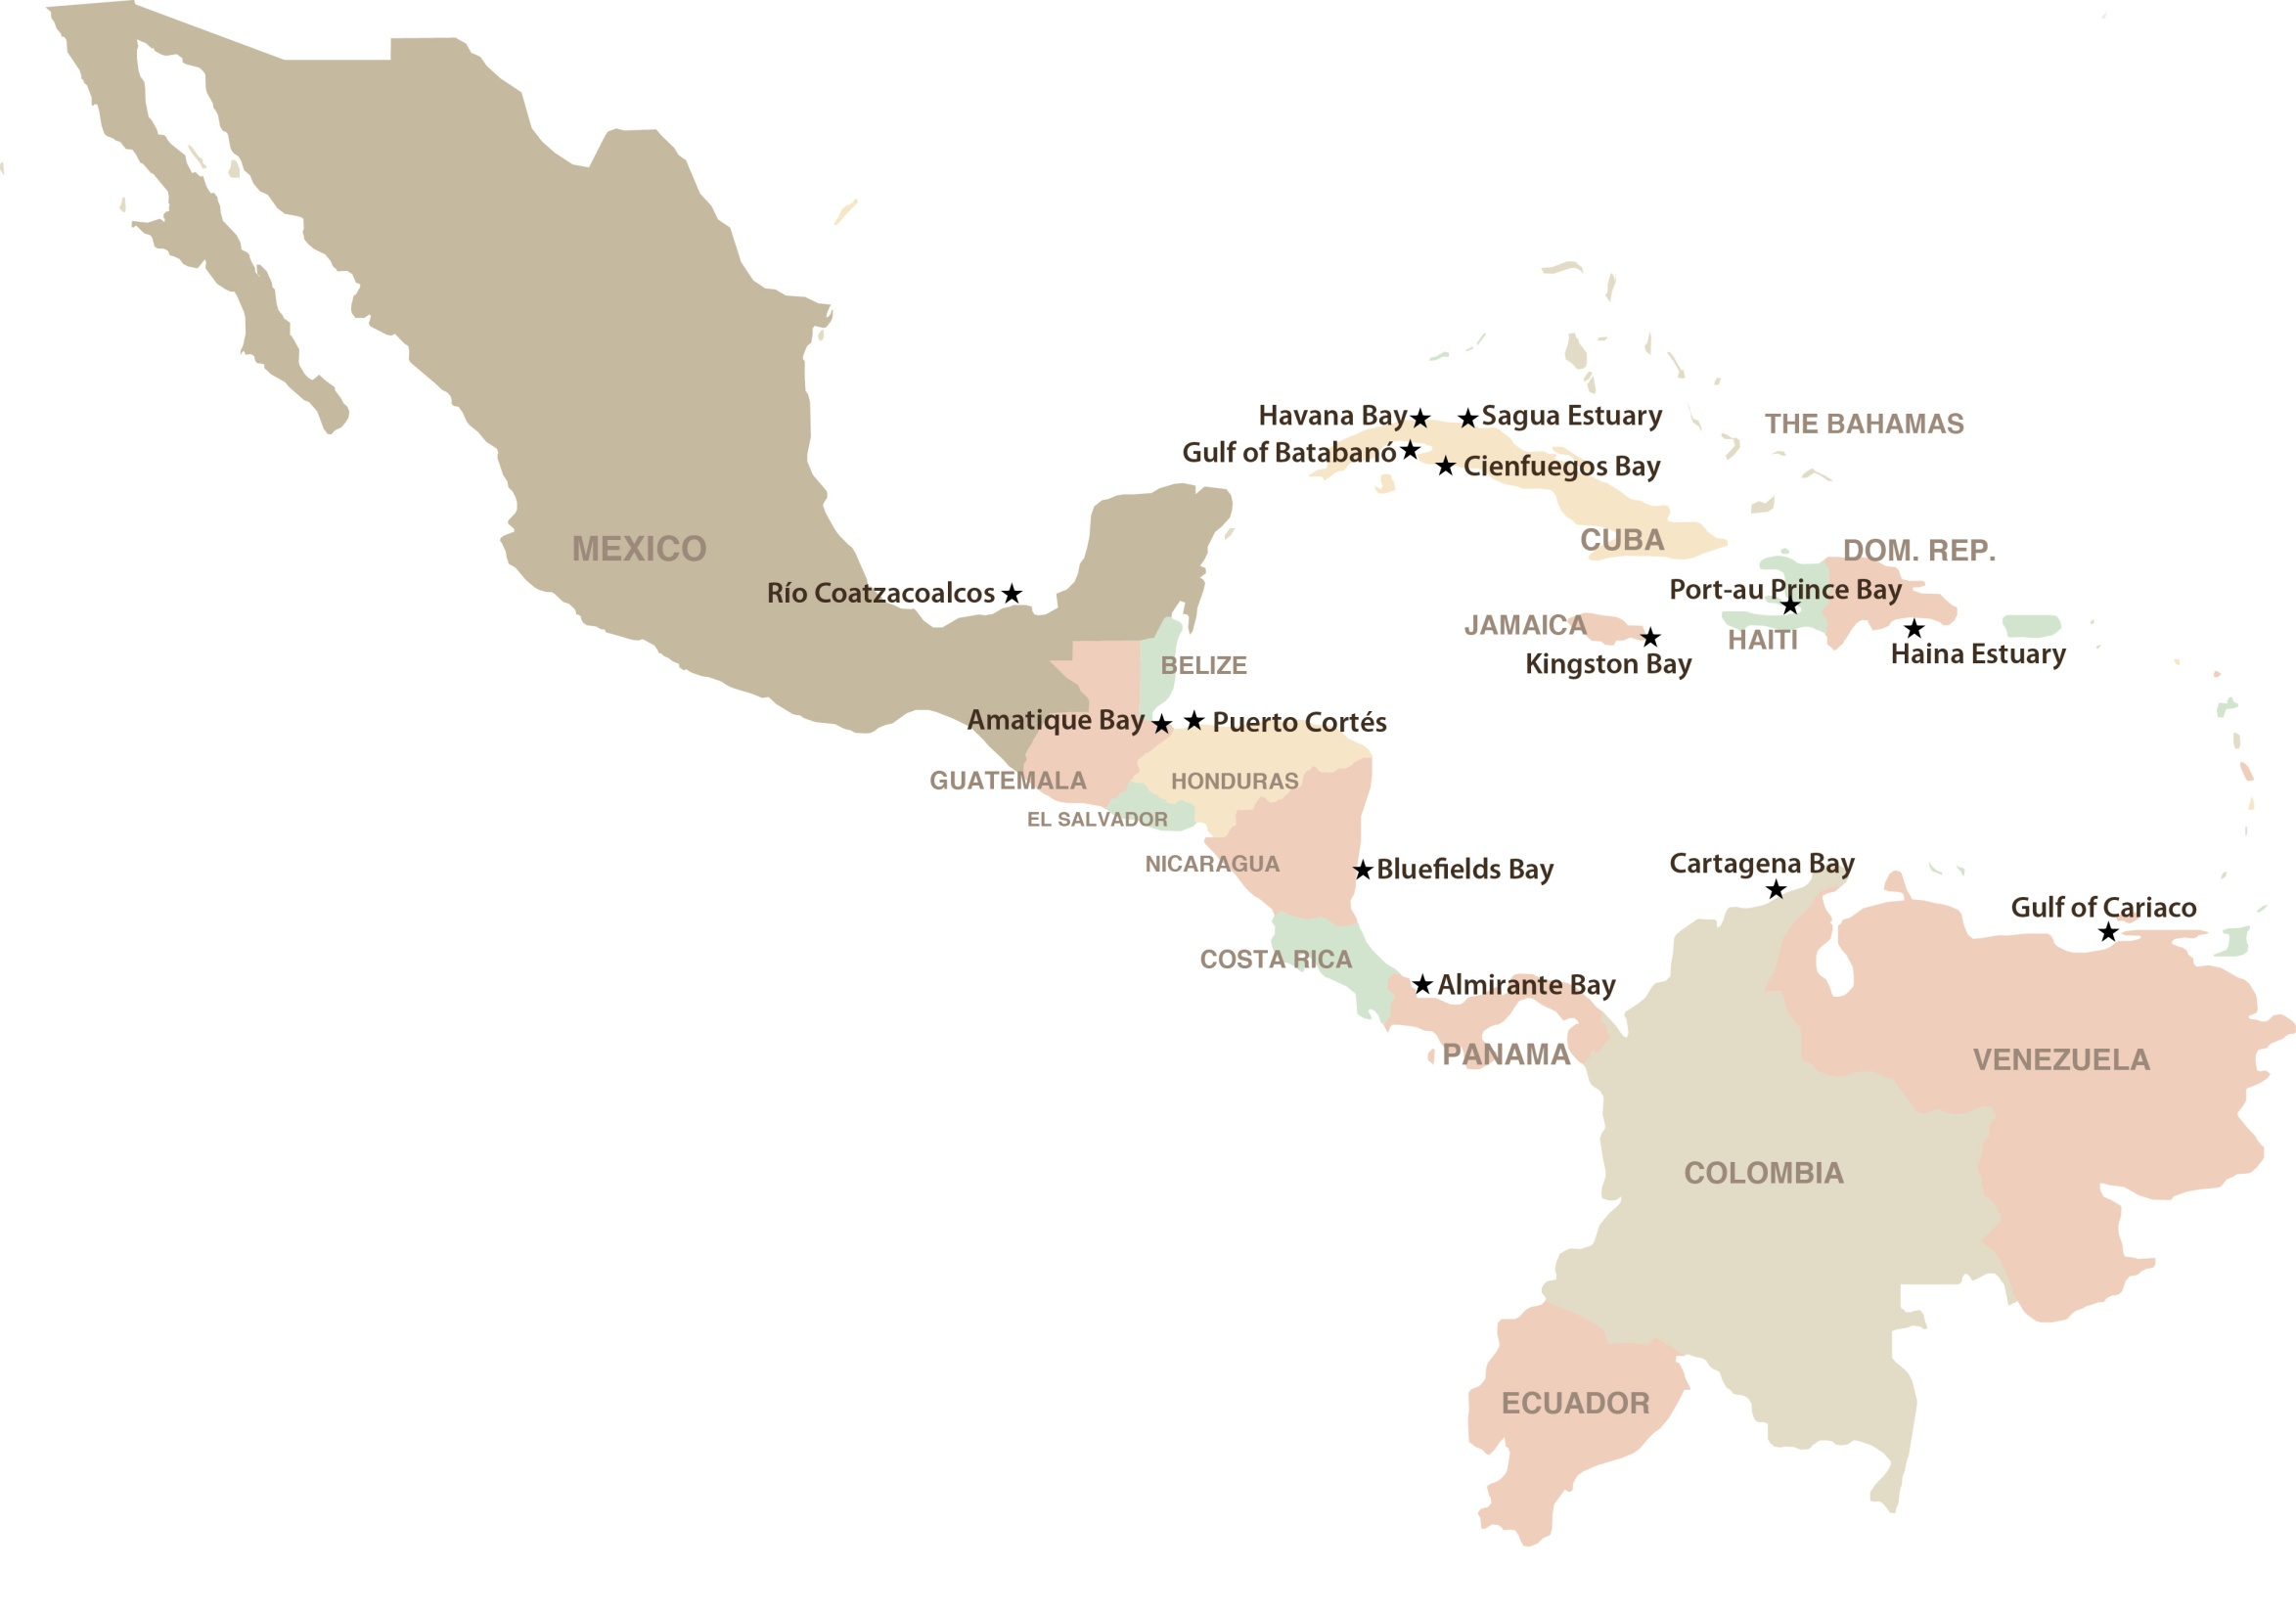 Havana Bay
Sagua Estuary
THE BAHAMAS
Gulf of Batabanó
Cienfuegos Bay
MEXICO
CUBA
DOM. REP.
Río Coatzacoalcos
Port-au Prince Bay
JAMAICA
HAITI
Kingston Bay
Haina Estuary
BELIZE
Amatique Bay
Puerto Cortés
GUATEMALA
HONDURAS
EL SALVADOR
NICARAGUA
Bluefields Bay
Cartagena Bay
Gulf of Cariaco
COSTA RICA
Almirante Bay
PANAMA
VENEZUELA
COLOMBIA
ECUADOR